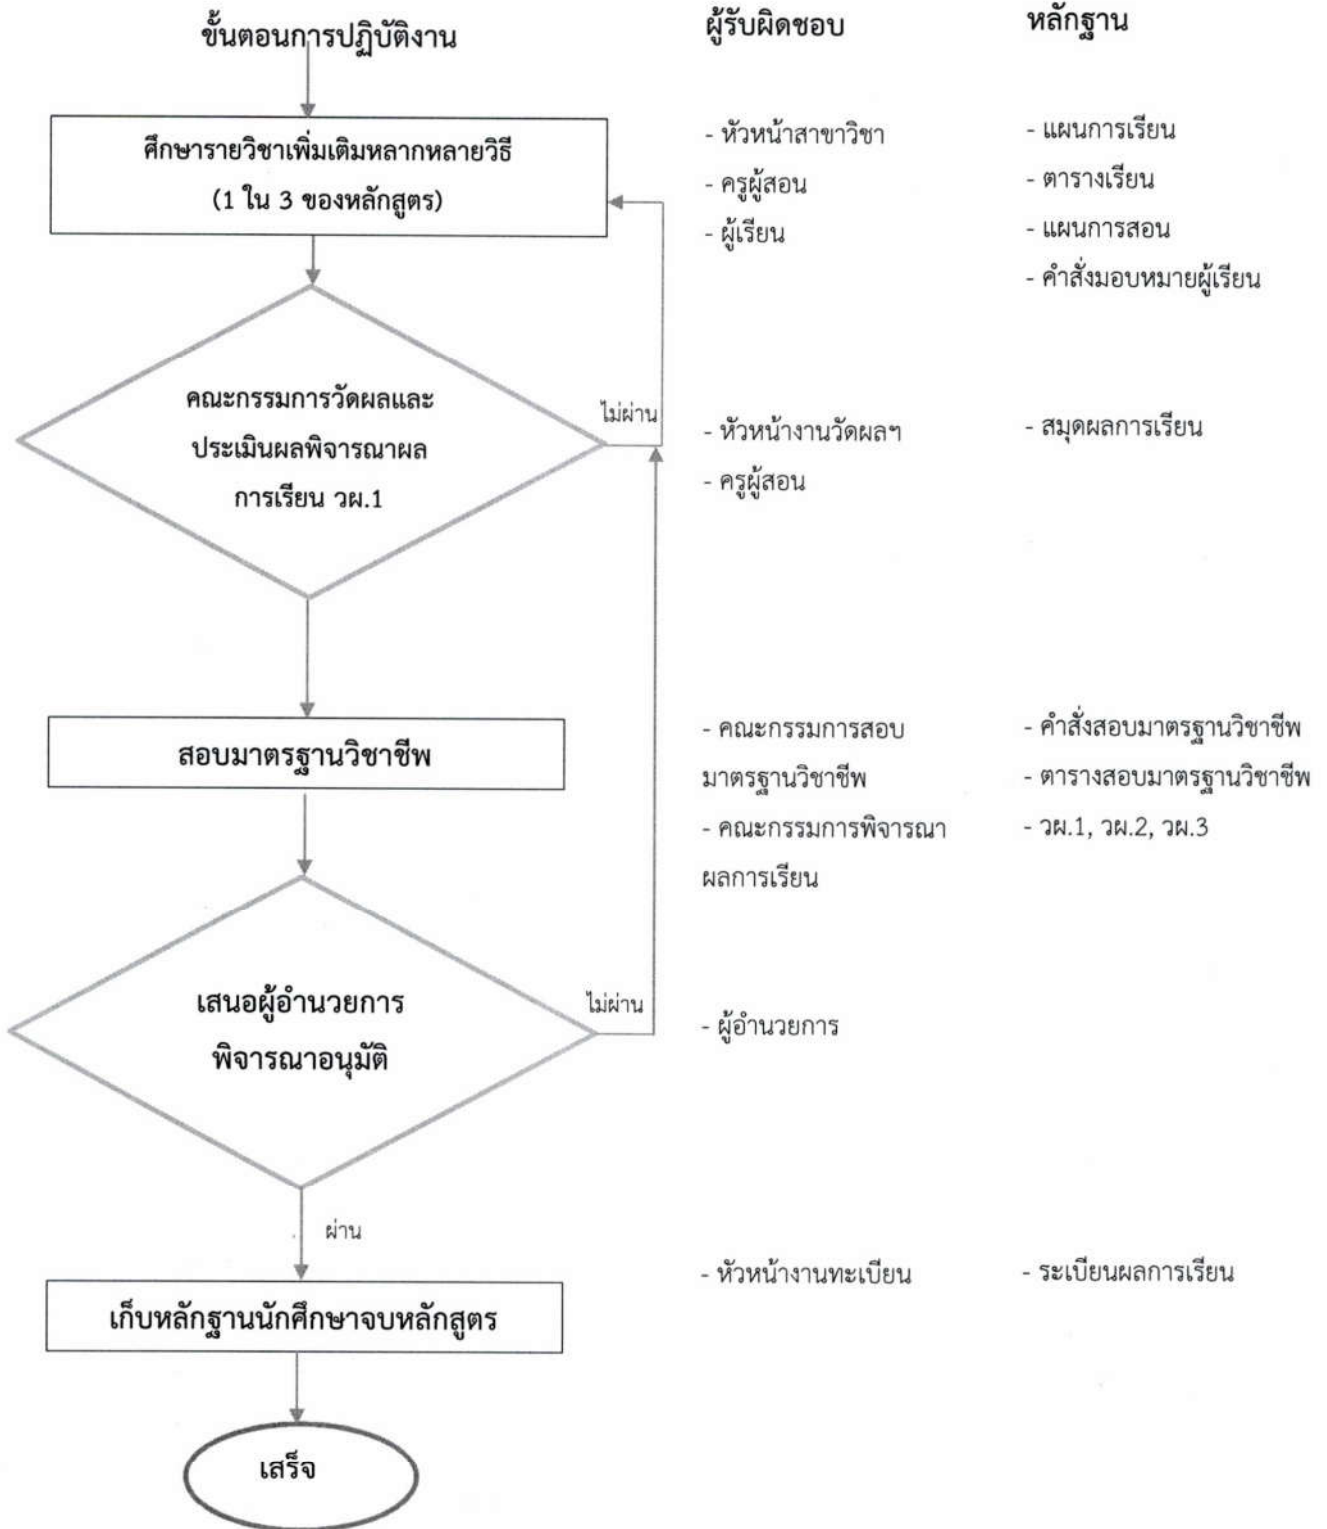 ขั้นตอนการปฏิบัติงาน
ผู้รับผิดชอบ
หลักฐาน
ศึกษารายวิชาเพิ่มเติมหลากหลายวิธี
(1 ใน 3 ของหลักสูตร)
- หัวหน้าสาขาวิชา
- ครูผู้สอน
- ผู้เรียน
- แผนการเรียน
- ตารางเรียน
- แผนการสอน
- คำสั่งมอบหมายผู้เรียน
คณะกรรมการวัดผลและ
ประเมินผลพิจารณาผล
การเรียน วผ.1
ไม่ผ่าน
- หัวหน้างานวัดผลฯ
- ครูผู้สอน
- สมุดผลการเรียน
สอบมาตรฐานวิชาชีพ
- คณะกรรมการสอบ
มาตรฐานวิชาชีพ
- คณะกรรมการพิจารณา
ผลการเรียน
- คำสั่งสอบมาตรฐานวิชาชีพ
- ตารางสอบมาตรฐานวิชาชีพ
- วผ.1, วผ.2, วผ.3
เสนอผู้อำนวยการ
พิจารณาอนุมัติ
ไม่ผ่าน
- ผู้อำนวยการ
ผ่าน
เก็บหลักฐานนักศึกษาจบหลักสูตร
- หัวหน้างานทะเบียน
- ระเบียนผลการเรียน
เสร็จ